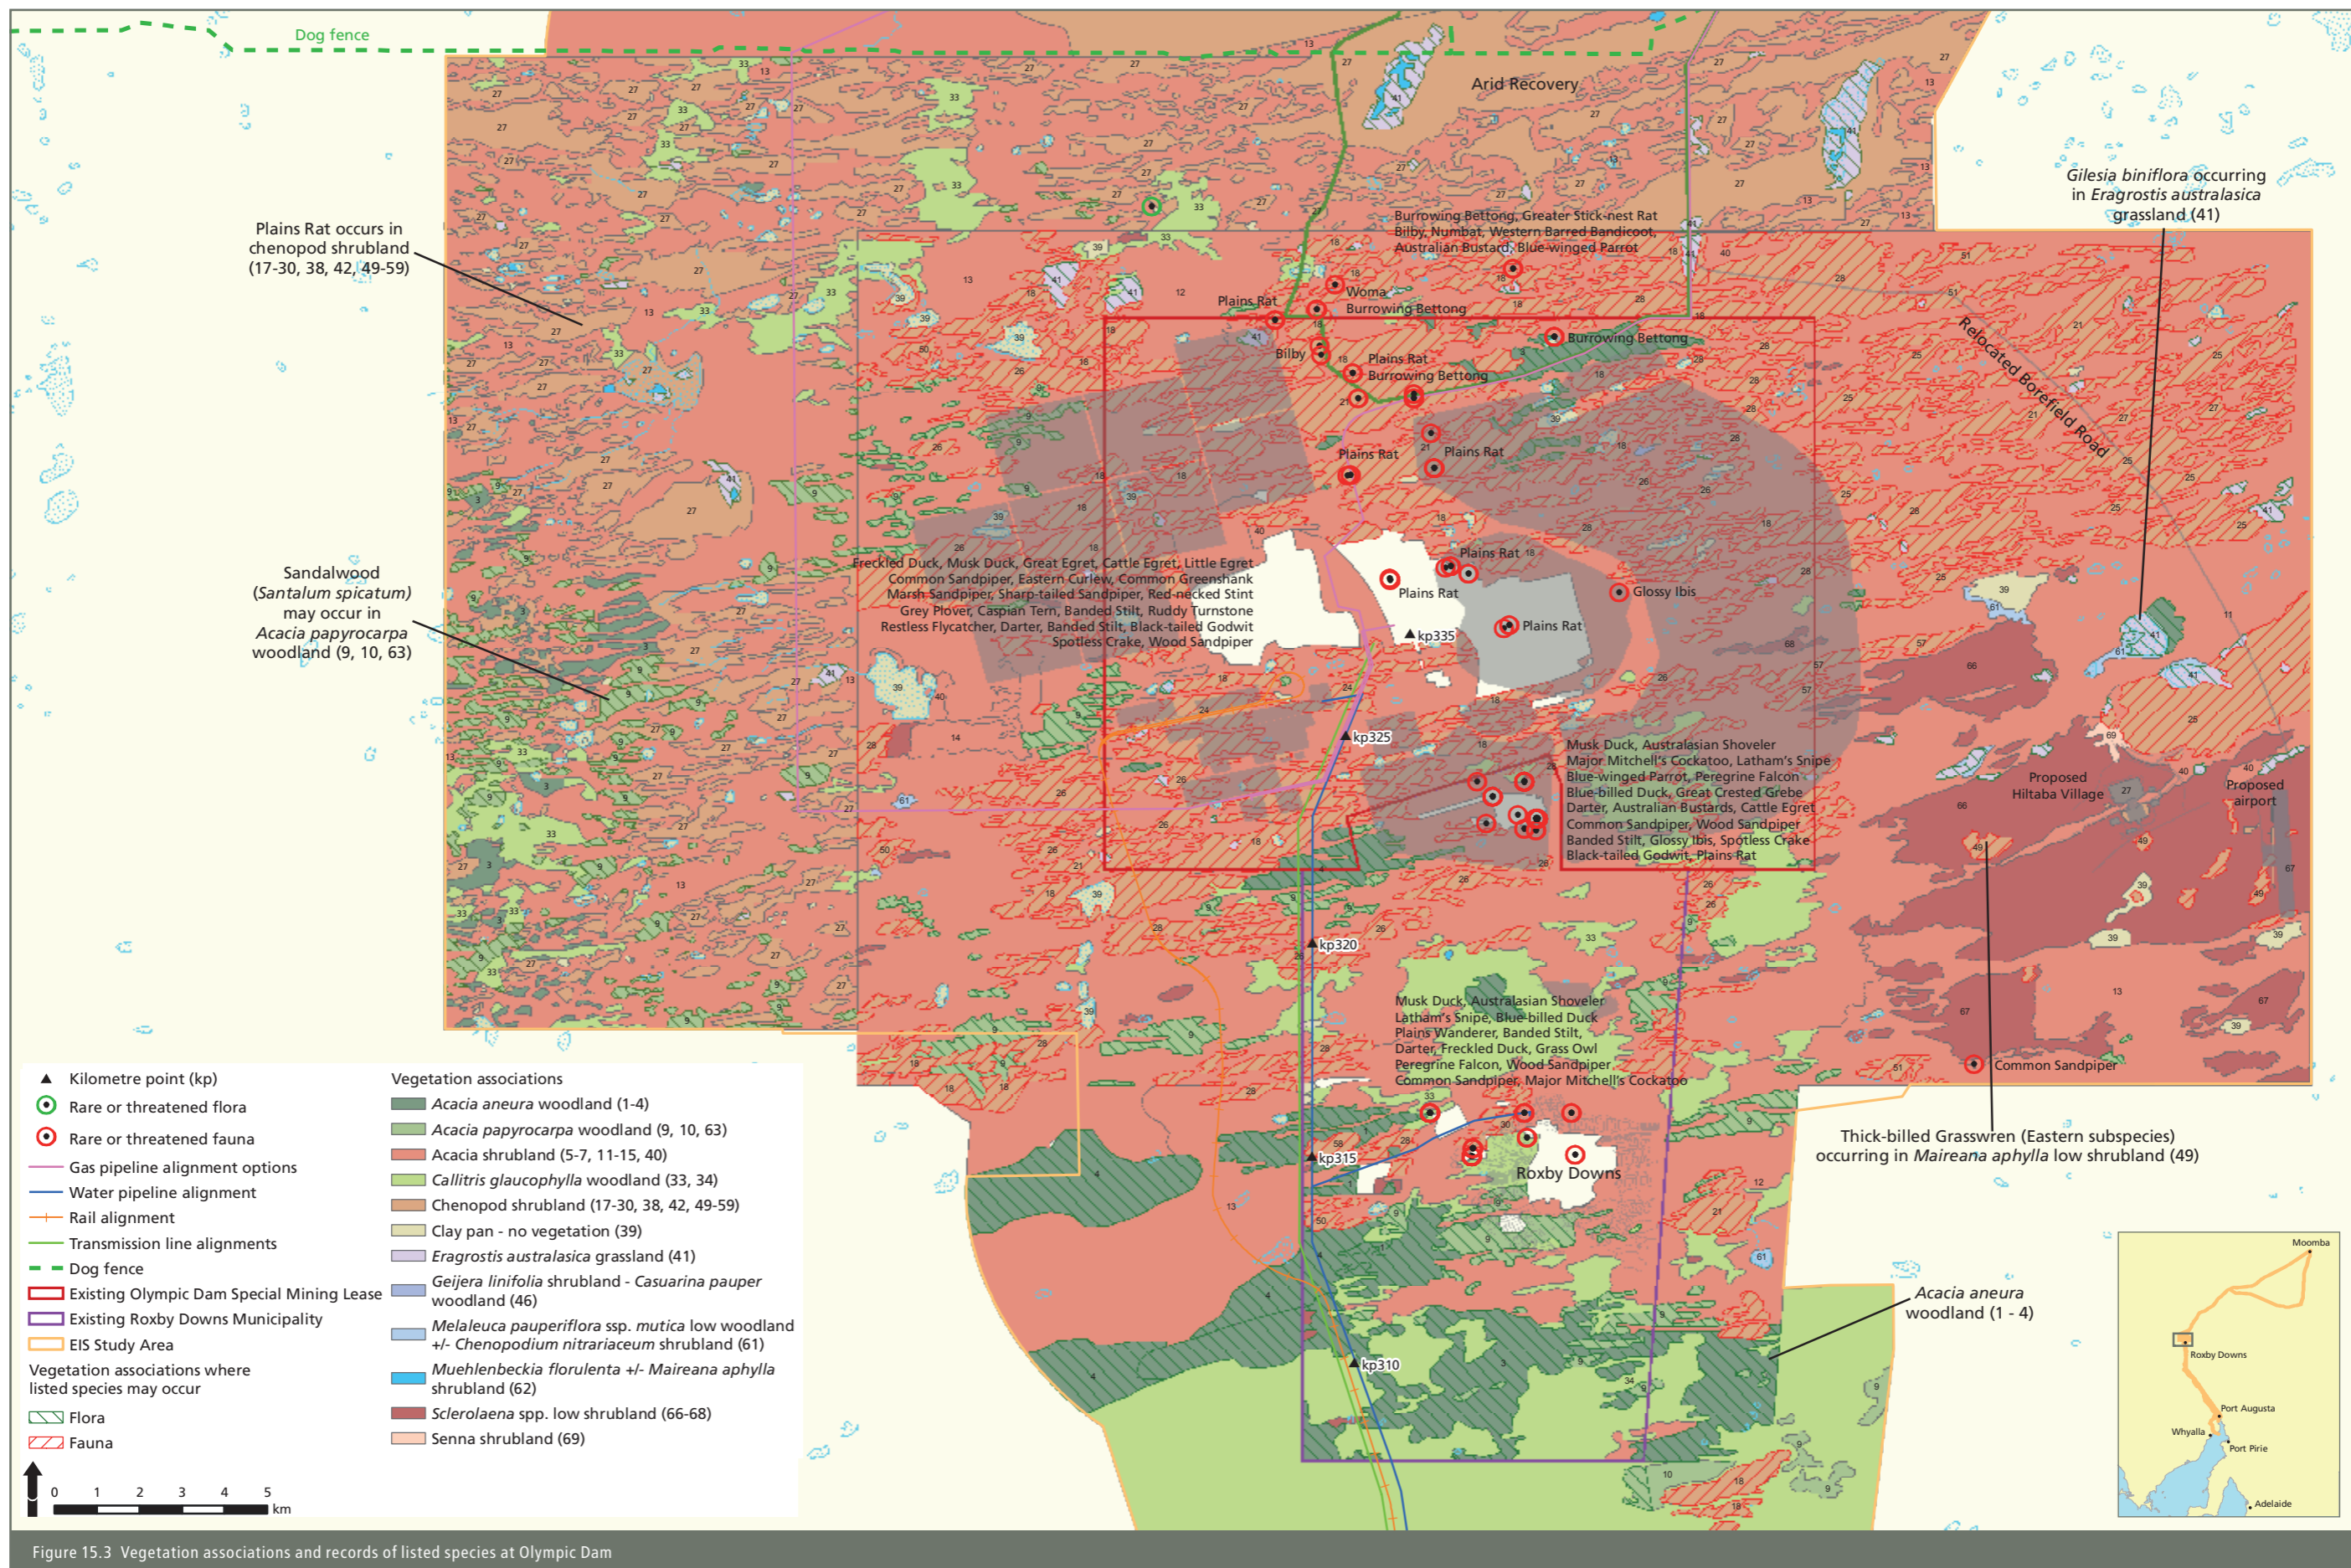 Dog fence
Arid Recovery
Plains Rat occurs in
chenopod shrubland
(17-30, 38, 42, 49-59)
Gilesia biniflora occurring
in Eragrostis australasica
grassland (41)
Burrowing Bettong, Greater Stick-nest Rat
Bilby, Numbat, Western Barred Bandicoot,
Australian Bustard, Blue-winged Parrot
Woma
Plains Rat
Burrowing Bettong
Burrowing Bettong
Bilby
Plains Rat
Burrowing Bettong
Relocated Borefield Road
Plains Rat
Plains Rat
Plains Rat
Plains Rat
Glossy Ibis
Plains Rat
Freckled Duck, Musk Duck, Great Egret, Cattle Egret, Little Egret
Common Sandpiper, Eastern Curlew, Common Greenshank
Marsh Sandpiper, Sharp-tailed Sandpiper, Red-necked Stint
Grey Plover, Caspian Tern, Banded Stilt, Ruddy Turnstone
Restless Flycatcher, Darter, Banded Stilt, Black-tailed Godwit
Spotless Crake, Wood Sandpiper
Sandalwood
(Santalum spicatum)
may occur in
Acacia papyrocarpa
woodland (9, 10, 63)
kp335
kp325
Musk Duck, Australasian Shoveler
Major Mitchell's Cockatoo, Latham's Snipe
Blue-winged Parrot, Peregrine Falcon
Blue-billed Duck, Great Crested Grebe
Darter, Australian Bustards, Cattle Egret
Common Sandpiper, Wood Sandpiper
Banded Stilt, Glossy Ibis, Spotless Crake
Black-tailed Godwit, Plains Rat
Proposed
Hiltaba Village
Proposed
airport
kp320
Musk Duck, Australasian Shoveler
Latham's Snipe, Blue-billed Duck
Plains Wanderer, Banded Stilt,
Darter, Freckled Duck, Grass Owl
Peregrine Falcon, Wood Sandpiper
Common Sandpiper, Major Mitchell's Cockatoo
Common Sandpiper
Thick-billed Grasswren (Eastern subspecies)
occurring in Maireana aphylla low shrubland (49)
kp315
Roxby Downs
Acacia aneura
woodland (1 - 4)
kp310
Kilometre point (kp)
Rare or threatened flora
Rare or threatened fauna
Gas pipeline alignment options
Water pipeline alignment
Rail alignment
Transmission line alignments
Dog fence
Existing Olympic Dam Special Mining Lease
Existing Roxby Downs Municipality
EIS Study Area
Vegetation associations where
listed species may occur
Flora
Fauna
0 1 2 3 4 5
km
Vegetation associations
Acacia aneura woodland (1-4)
Acacia papyrocarpa woodland (9, 10, 63)
Acacia shrubland (5-7, 11-15, 40)
Callitris glaucophylla woodland (33, 34)
Chenopod shrubland (17-30, 38, 42, 49-59)
Clay pan - no vegetation (39)
Eragrostis australasica grassland (41)
Geijera linifolia shrubland - Casuarina pauper
woodland (46)
Melaleuca pauperiflora ssp. mutica low woodland
+/- Chenopodium nitrariaceum shrubland (61)
Muehlenbeckia florulenta +/- Maireana aphylla
shrubland (62)
Sclerolaena spp. low shrubland (66-68)
Senna shrubland (69)
Moomba
Roxby Downs
Port Augusta
Whyalla
Port Pirie
Adelaide
Figure 15.3 Vegetation associations and records of listed species at Olympic Dam